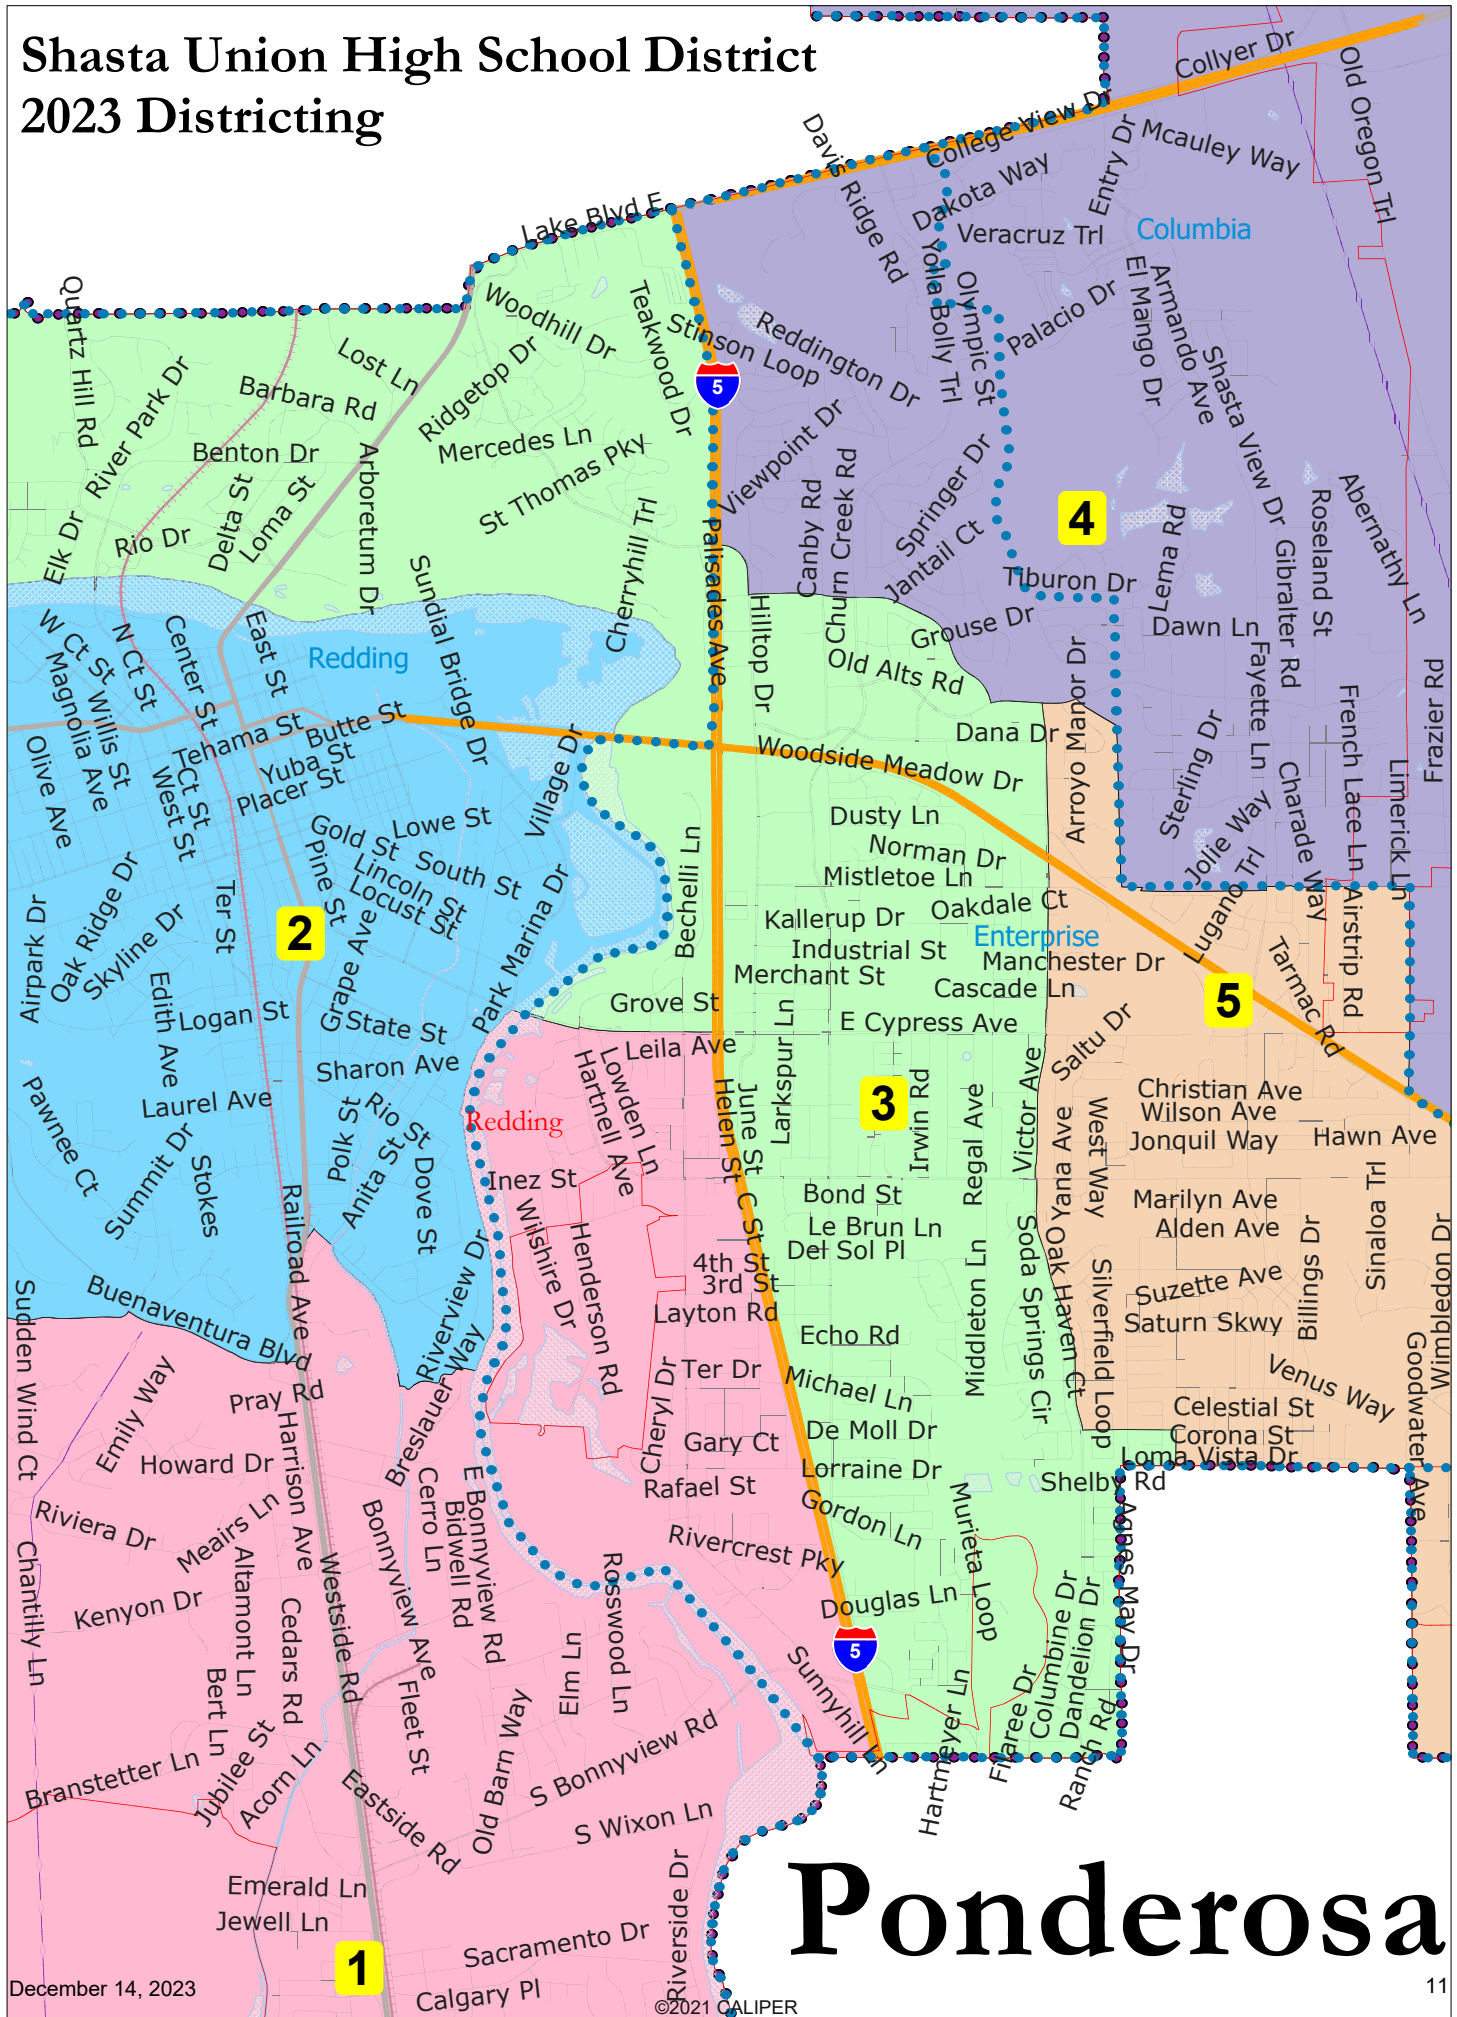 Shasta Union High School District
2023 Districting
Collyer Dr
Old Oregon Trl
College View Dr
Davis Ridge Rd
Entry Dr
Mcauley Way
Dakota Way
Lake Blvd E
Veracruz Trl
Columbia
Yolla Bolly Trl
Olympic St
El Mango Dr
Armando Ave
Palacio Dr
Quartz Hill Rd
Woodhill Dr
Teakwood Dr
Stinson Loop
Reddington Dr
Lost Ln
Ridgetop Dr
River Park Dr
Barbara Rd
5
Shasta View Dr
Mercedes Ln
Benton Dr
Arboretum Dr
St Thomas Pky
Viewpoint Dr
Canby Rd
Churn Creek Rd
Springer Dr
Jantail Ct
Delta St
Loma St
4
Lema Rd
Roseland St
Abernathy Ln
Gibralter Rd
Elk Dr
Rio Dr
Sundial Bridge Dr
Cherryhill Trl
Palisades Ave
Tiburon Dr
Hilltop Dr
Grouse Dr
Dawn Ln
W Ct St
N Ct St
Center St
East St
Redding
Old Alts Rd
Arroyo Manor Dr
Fayette Ln
Frazier Rd
Magnolia Ave
Willis St
Tehama St
Butte St
Dana Dr
French Lace Ln
Olive Ave
Yuba St
Placer St
Village Dr
Woodside Meadow Dr
Sterling Dr
Limerick Ln
Ct St
West St
Gold St
Lowe St
Dusty Ln
Charade Way
Jolie Way
Pine St
South St
Lincoln St
Locust St
Bechelli Ln
Norman Dr
Mistletoe Ln
Lugano Trl
Airpark Dr
Oak Ridge Dr
Skyline Dr
Ter St
2
Grape Ave
Park Marina Dr
Kallerup Dr
Oakdale Ct
Enterprise
Airstrip Rd
Industrial St
Manchester Dr
Tarmac Rd
Merchant St
Cascade Ln
5
Edith Ave
Logan St
State St
Grove St
Larkspur Ln
E Cypress Ave
Saltu Dr
Leila Ave
Sharon Ave
Hartnell Ave
Lowden Ln
Helen St
June St
3
Irwin Rd
Regal Ave
Victor Ave
Christian Ave
Pawnee Ct
Laurel Ave
Rio St
Redding
Yana Ave
West Way
Wilson Ave
Jonquil Way
Hawn Ave
Summit Dr
Stokes
Polk St
Anita St
Dove St
Inez St
C St
Bond St
Marilyn Ave
Sunaloa Trl
Railroad Ave
Wilshire Dr
Henderson Rd
Le Brun Ln
Del Sol Pl
Alden Ave
4th St
3rd St
Middleton Ln
Soda Springs Cir
Oak Haven Ct
Silverfield Loop
Suzette Ave
Billings Dr
Wimbledon Dr
Sudden Wind Ct
Buenaventura Blvd
Riverview Dr
Layton Rd
Saturn Skwy
Echo Rd
Goodwater Ave
Emily Way
Pray Rd
Breslauer Way
Cheryl Dr
Ter Dr
Michael Ln
Venus Way
Celestial St
Harrison Ave
De Moll Dr
Corona St
Gary Ct
Loma Vista Dr
Howard Dr
Cerro Ln
E Bonnyview Rd
Lorraine Dr
Shelby Rd
Rafael St
Riviera Dr
Meairs Ln
Bonnyview Ave
Bidwell Rd
Gordon Ln
Murieta Loop
Agnes May Dr
Chantilly Ln
Altamont Ln
Westside Rd
Rosswood Ln
Rivercrest Pky
Kenyon Dr
Cedars Rd
Douglas Ln
Columbine Dr
Dandelion Dr
5
Bert Ln
Fleet St
Elm Ln
Sunnyhill Ln
Hartmeyer Ln
Filaree Dr
Ranch Rd
Branstetter Ln
Jubilee St
Acorn Ln
Eastside Rd
Old Barn Way
S Bonnyview Rd
S Wixon Ln
Emerald Ln
Riverside Dr
Jewell Ln
Ponderosa
1
Sacramento Dr
December 14, 2023
Calgary Pl
©2021 CALIPER
11